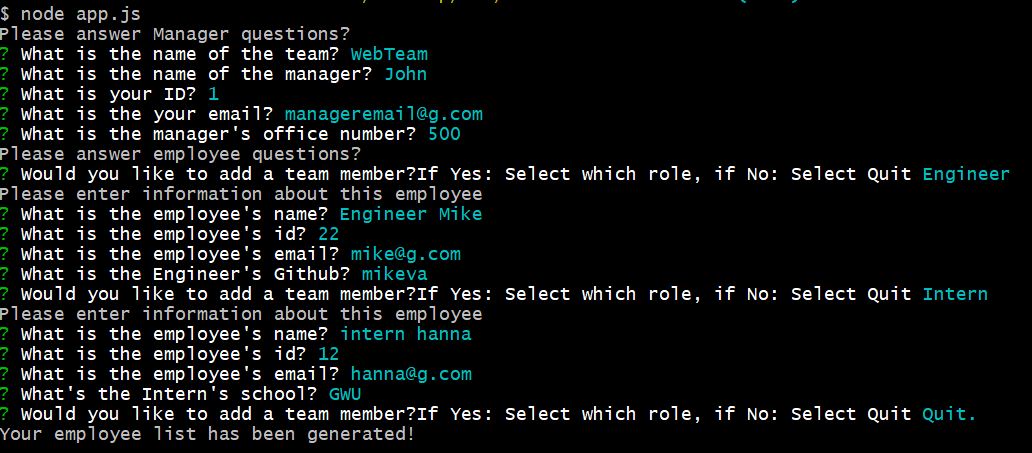 $ node app.js
Please answer Manager questions?
? What is the name of the team? WebTeam
? What is the name of the manager? John
? What is your ID? 1
? What is the your email? manageremail@g.com
? What is the manager's office number? 500
Please answer employee questions?
? Would you like to add a team member?If Yes: Select which role, if No: Select Quit Engineer
Please enter information about this employee
? What is the employee's name? Engineer Mike
? What is the employee's id? 22
? What is the employee's email? mike@g.com
? What is the Engineer's Github? mikeva
? Would you like to add a team member?If Yes: Select which role, if No: Select Quit Intern
Please enter information about this employee
? What is the employee's name? intern hanna
? What is the employee's id? 12
? What is the employee's email? hanna@g.com
? What's the Intern's school? GWU
? Would you like to add a team member?If Yes: Select which role, if No: Select Quit Quit.
Your employee list has been generated!